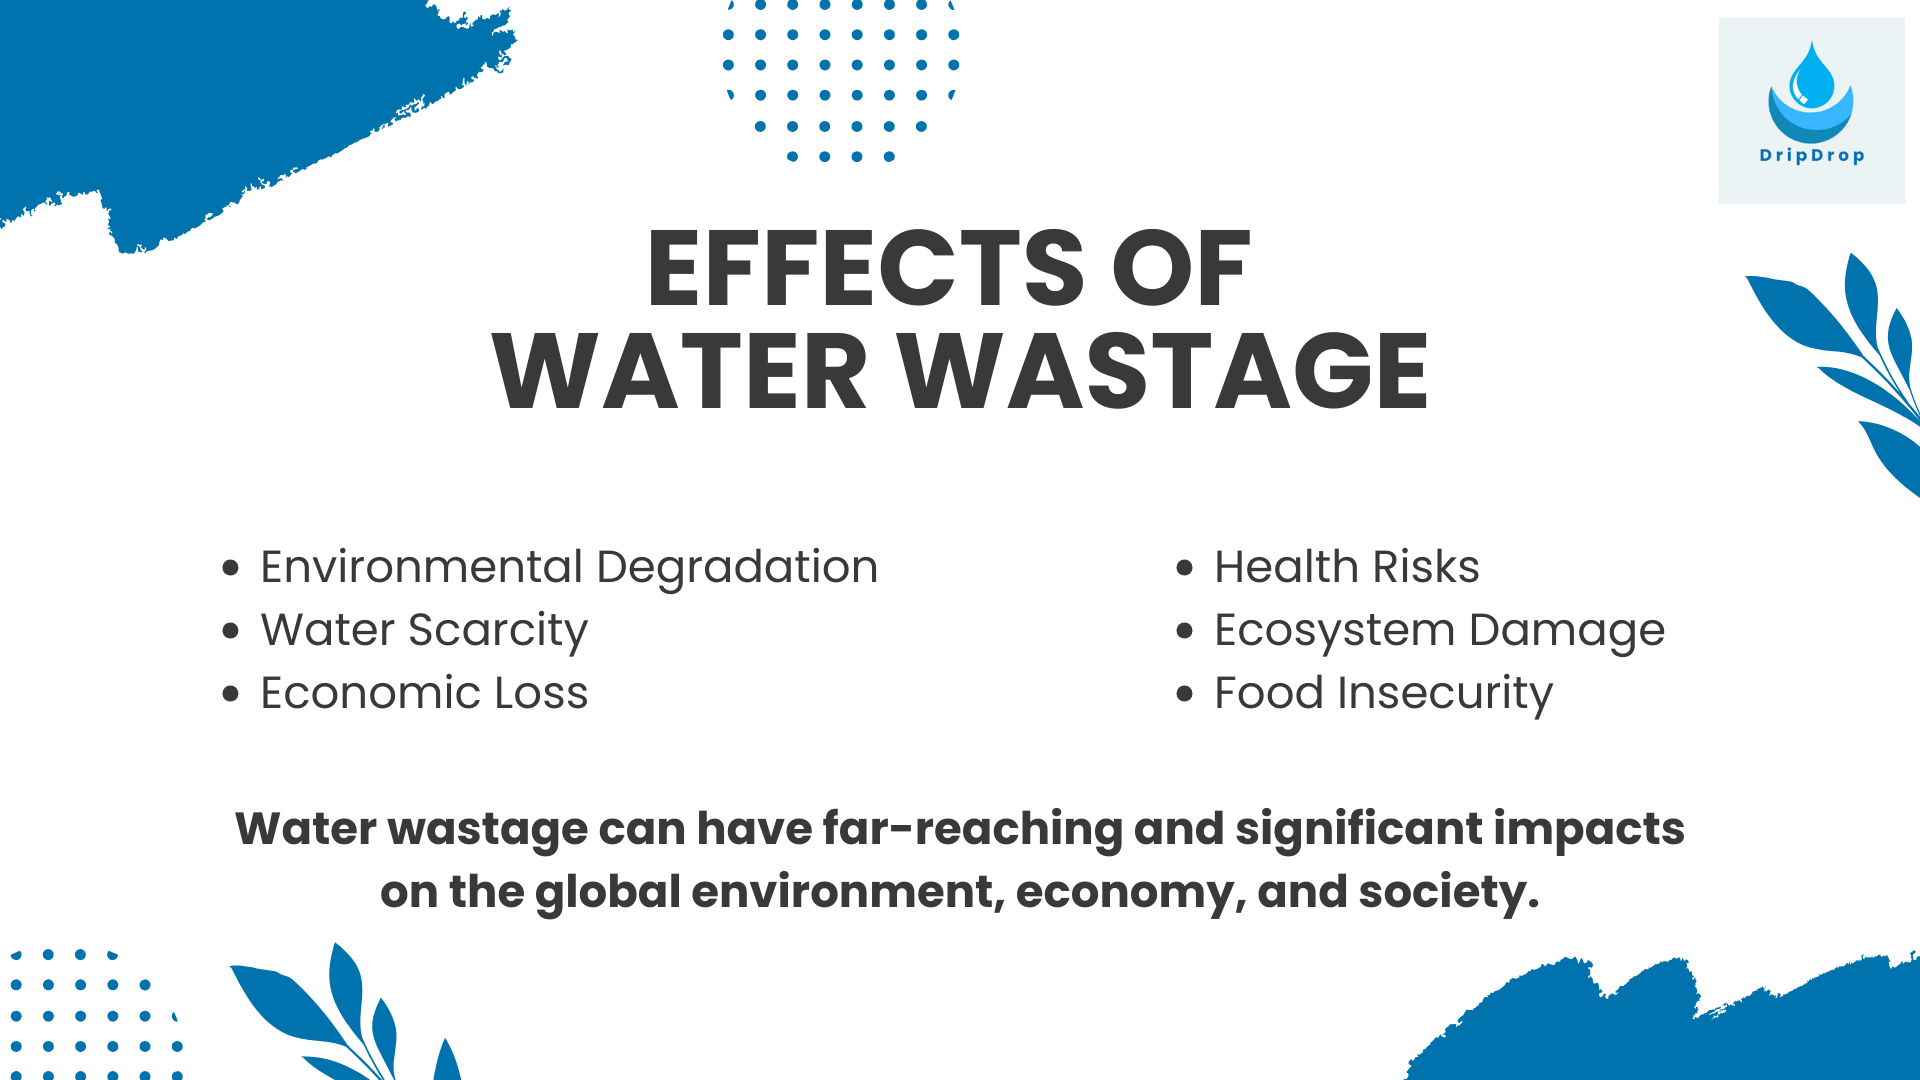 DripDrop
EFFECTS OF
WATER WASTAGE
• Environmental Degradation
• Water Scarcity
• Economic Loss
• Health Risks
• Ecosystem Damage
• Food Insecurity
Water wastage can have far-reaching and significant impacts
on the global environment, economy, and society.